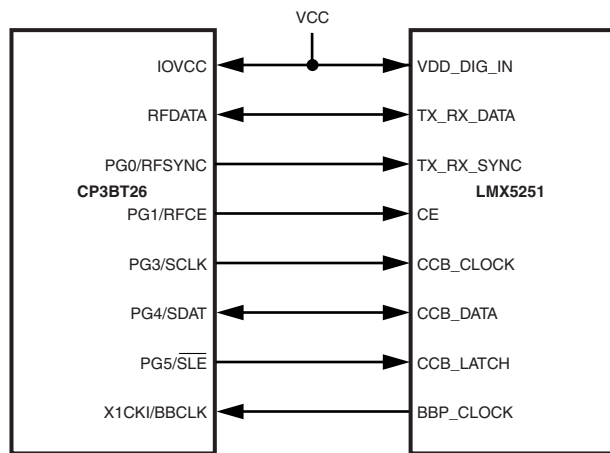 VCC
IOVCC VDD_DIG_IN
RFDATA TX_RX_DATA
PG0/RFSYNC TX_RX_SYNC
CP3BT26 LMX5251
PG1/RFCE CE
PG3/SCLK CCB_CLOCK
PG4/SDAT CCB_DATA
PG5/S̅L̅E̅ CCB_LATCH
X1CKI/BBCLK BBP_CLOCK